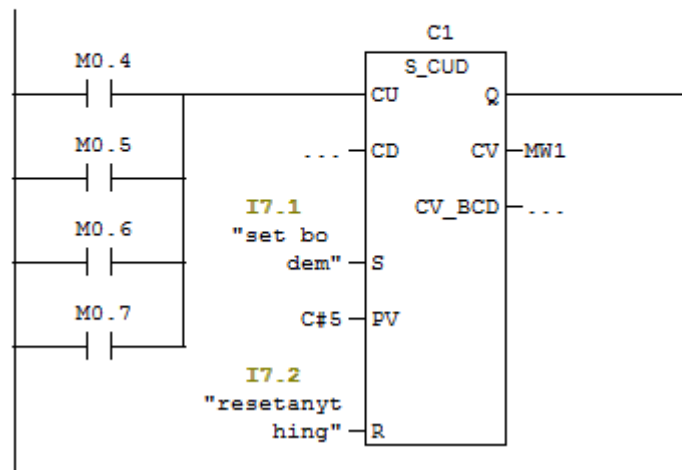 C1
M0.4
S_CUD
CU
Q
M0.5
...
CD
CV
MW1
I7.1
CV_BCD
...
M0.6
"set bo
dem"
S
M0.7
C#5
PV
I7.2
"resetanyt
hing"
R